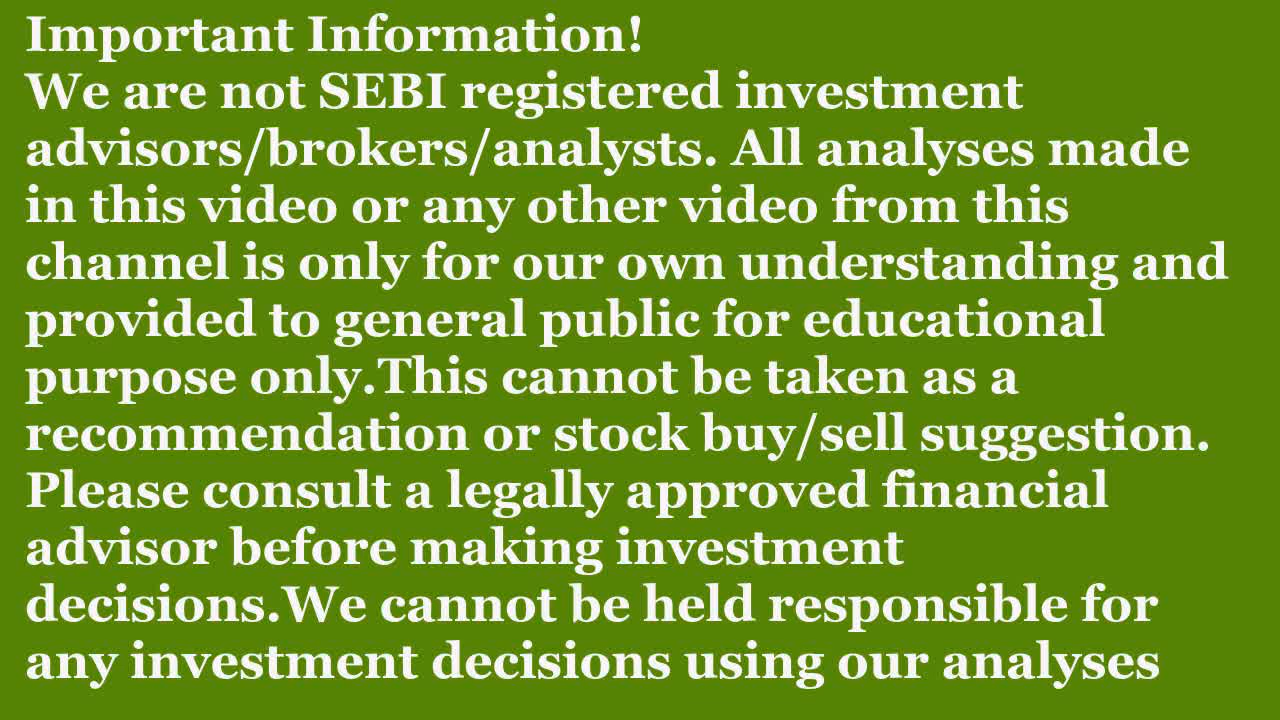 Important Information!
We are not SEBI registered investment
advisors/brokers/analysts. All analyses made
in this video or any other video from this
channel is only for our own understanding and
provided to general public for educational
purpose only.This cannot be taken as a
recommendation or stock buy/sell suggestion.
Please consult a legally approved financial
advisor before making investment
decisions.We cannot be held responsible for
any investment decisions using our analyses